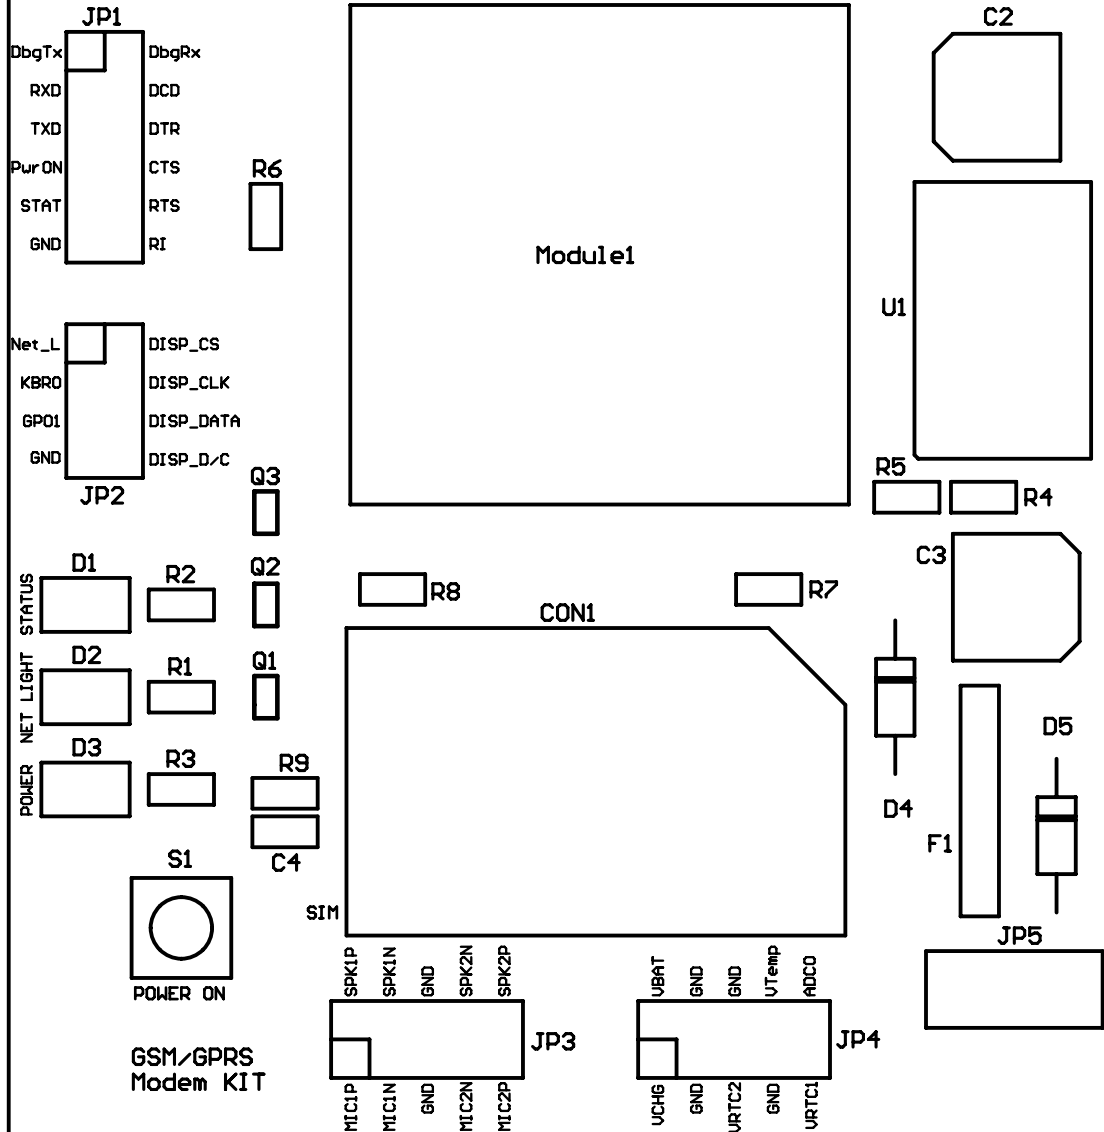 JP1
C2
DbgTx DbgRx
RXD DCD
TXD DTR
PwrON CTS
R6
STAT RTS
GND RI
Module1
U1
Net_L DISP_CS
KBR0 DISP_CLK
GPO1 DISP_DATA
GND DISP_D/C
JP2
Q3
R5
R4
C3
D1
R2
Q2
STATUS
R8
R7
CON1
D2
R1
Q1
NET LIGHT
D3
R3
R9
POWER
D5
D4
F1
C4
S1
SIM
POWER ON
JP5
SPK1P SPK1N GND SPK2N SPK2P
VBAT GND GND VTemp ADC0
JP3
JP4
MIC1P MIC1N GND MIC2N MIC2P
VCHG GND VRTC2 GND VRTC1
GSM/GPRS
Modem KIT